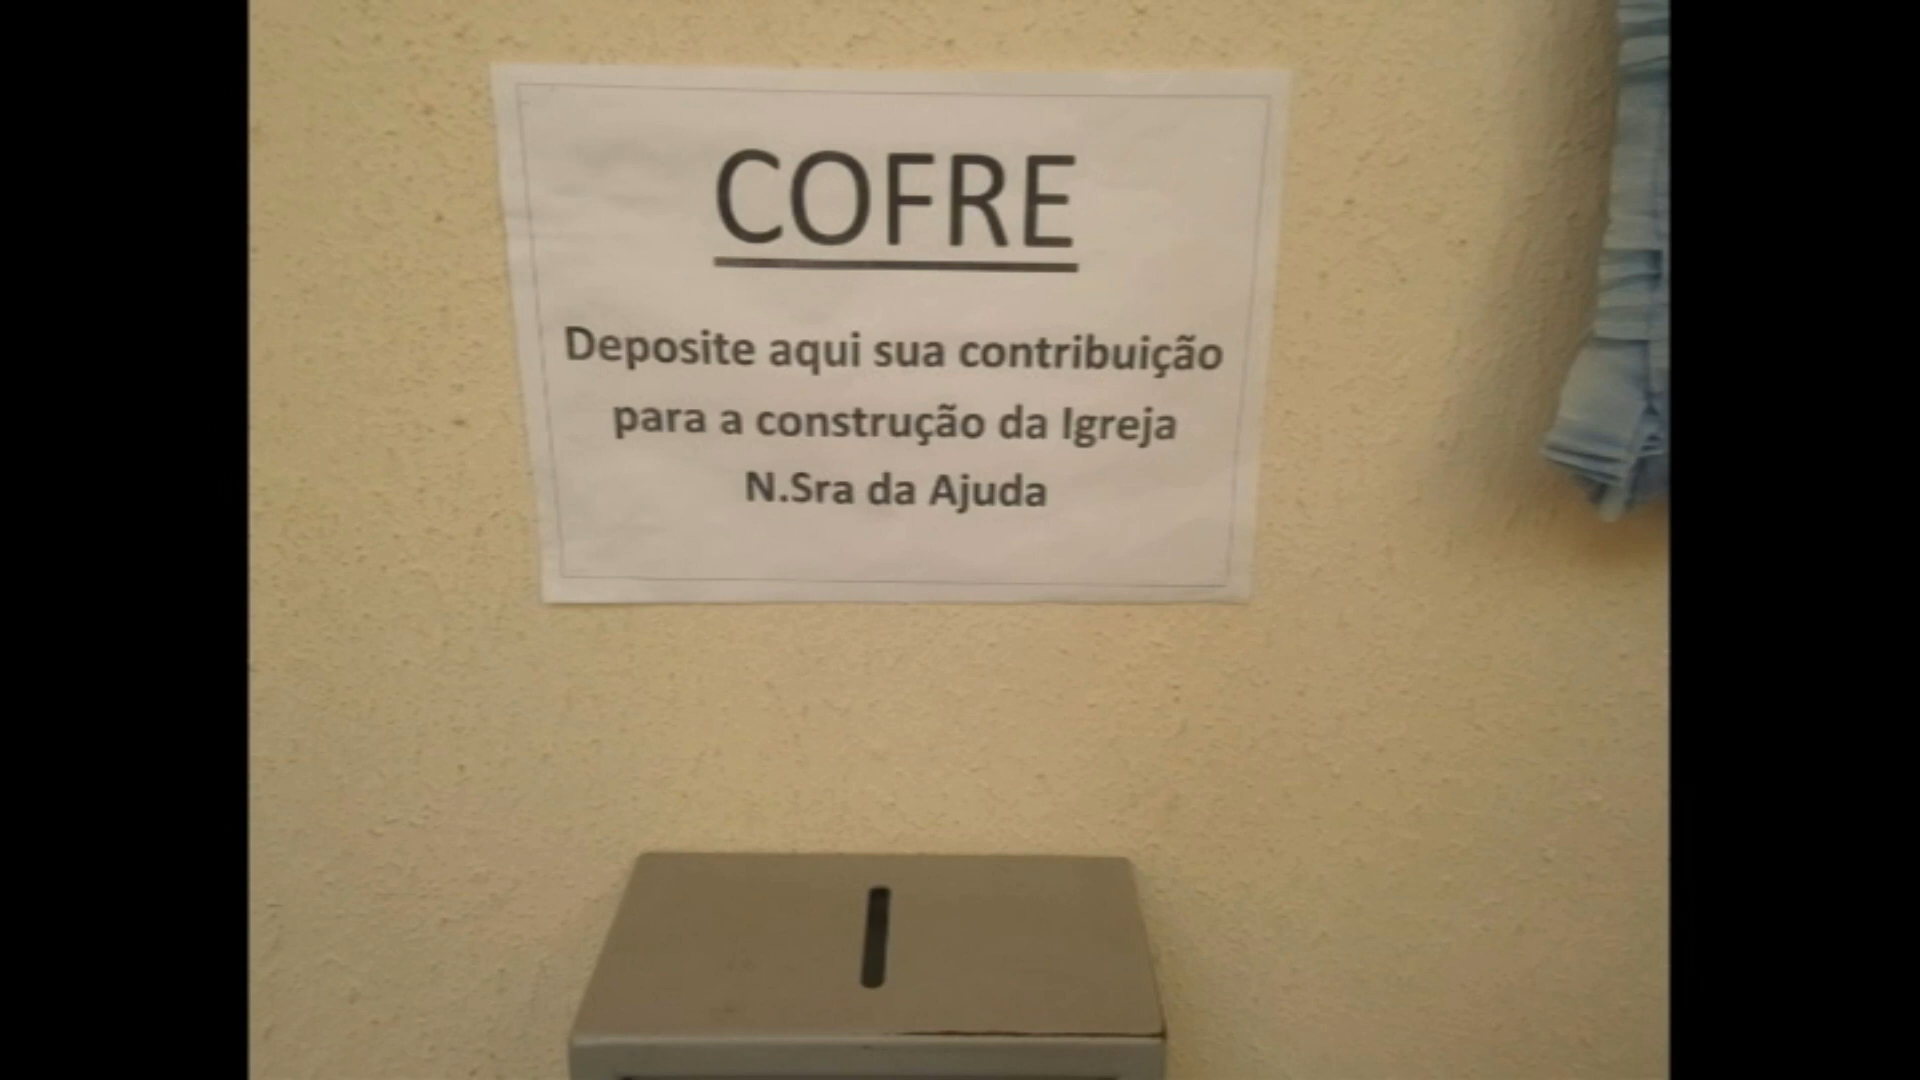 COFRE
Deposite aqui sua contribuição
para a construção da Igreja
N.Sra da Ajuda